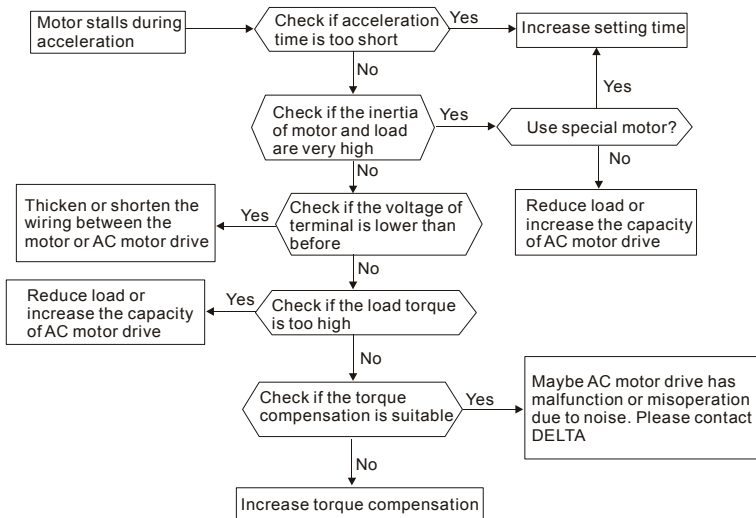 Motor stalls during
acceleration
Check if acceleration
time is too short
Yes
Increase setting time
No
Yes
Check if the inertia
of motor and load
are very high
Yes
Use special motor?
No
No
Thicken or shorten the
wiring between the
motor or AC motor drive
Yes
Check if the voltage of
terminal is lower than
before
Reduce load or
increase the capacity
of AC motor drive
No
Reduce load or
increase the capacity
of AC motor drive
Yes
Check if the load torque
is too high
No
Check if the torque
compensation is suitable
Yes
Maybe AC motor drive has
malfunction or misoperation
due to noise. Please contact
DELTA
No
Increase torque compensation